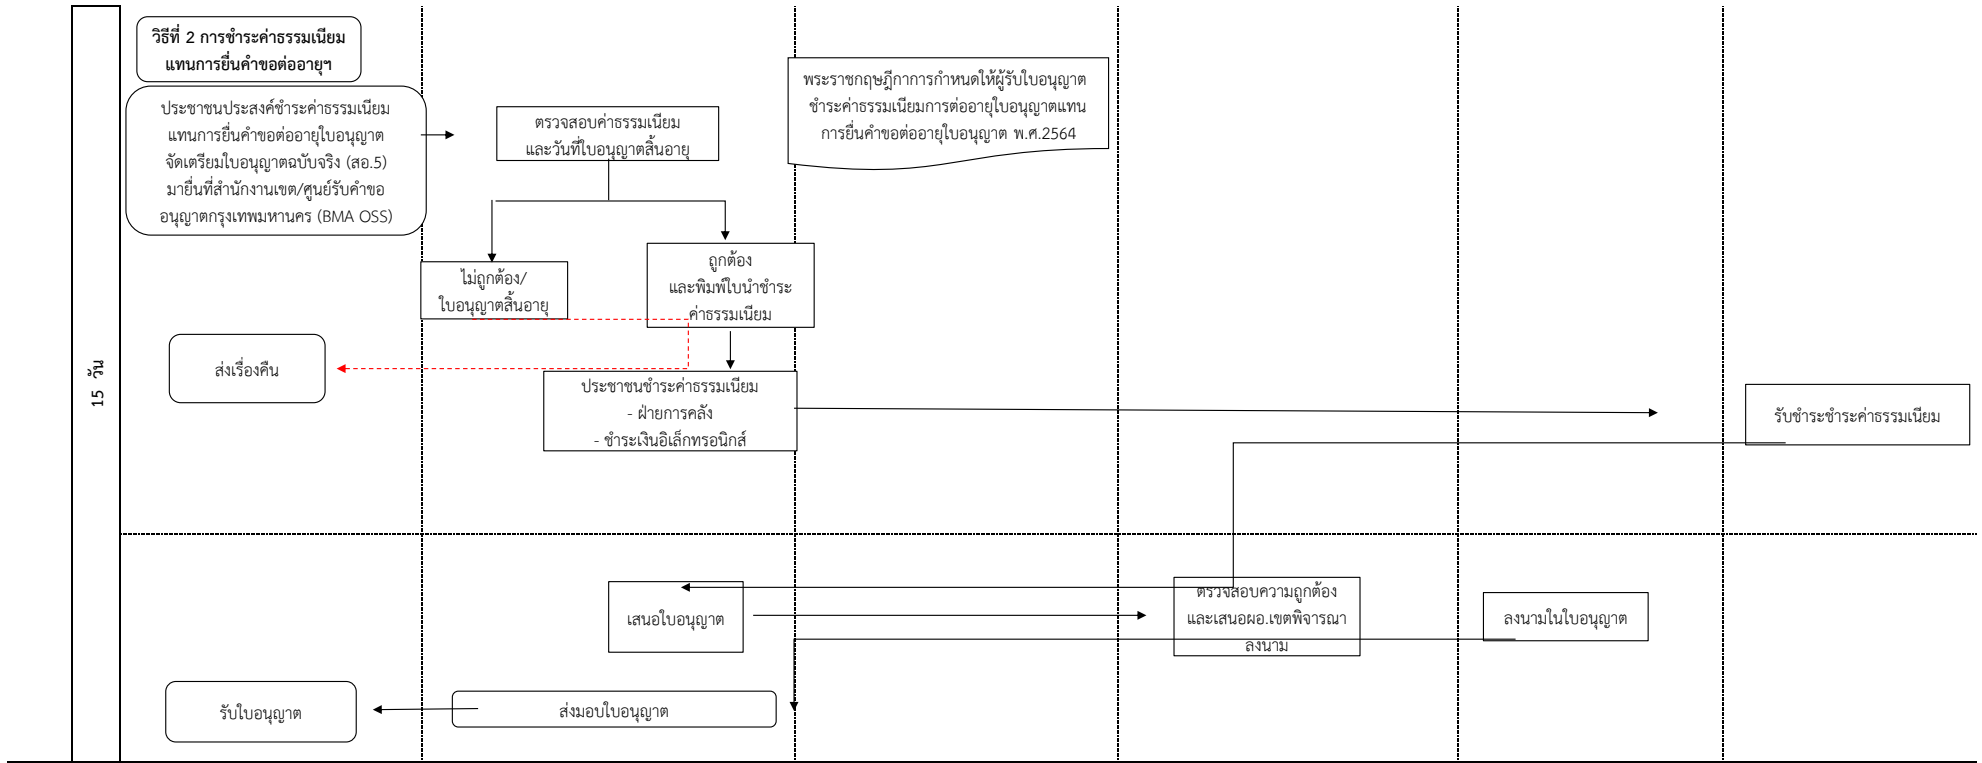 วิธีที่ 2 การชำระค่าธรรมเนียม
แทนการยื่นคำขอต่ออายุฯ
ประชาชนประสงค์ชำระค่าธรรมเนียม
แทนการยื่นคำขอต่ออายุใบอนุญาต
จัดเตรียมใบอนุญาตฉบับจริง (สอ.5)
มายื่นที่สำนักงานเขต/ศูนย์รับคำขอ
อนุญาตกรุงเทพมหานคร (BMA OSS)
ตรวจสอบค่าธรรมเนียม
และวันที่ใบอนุญาตสิ้นอายุ
พระราชกฤษฎีกาการกำหนดให้ผู้รับใบอนุญาต
ชำระค่าธรรมเนียมการต่ออายุใบอนุญาตแทน
การยื่นคำขอต่ออายุใบอนุญาต พ.ศ.2564
ไม่ถูกต้อง/
ใบอนุญาตสิ้นอายุ
ถูกต้อง
และพิมพ์ใบนำชำระ
ค่าธรรมเนียม
15 วัน
ส่งเรื่องคืน
ประชาชนชำระค่าธรรมเนียม
- ฝ่ายการคลัง
- ชำระเงินอิเล็กทรอนิกส์
รับชำระชำระค่าธรรมเนียม
เสนอใบอนุญาต
ตรวจสอบความถูกต้อง
และเสนอผอ.เขตพิจารณา
ลงนาม
ลงนามในใบอนุญาต
รับใบอนุญาต
ส่งมอบใบอนุญาต